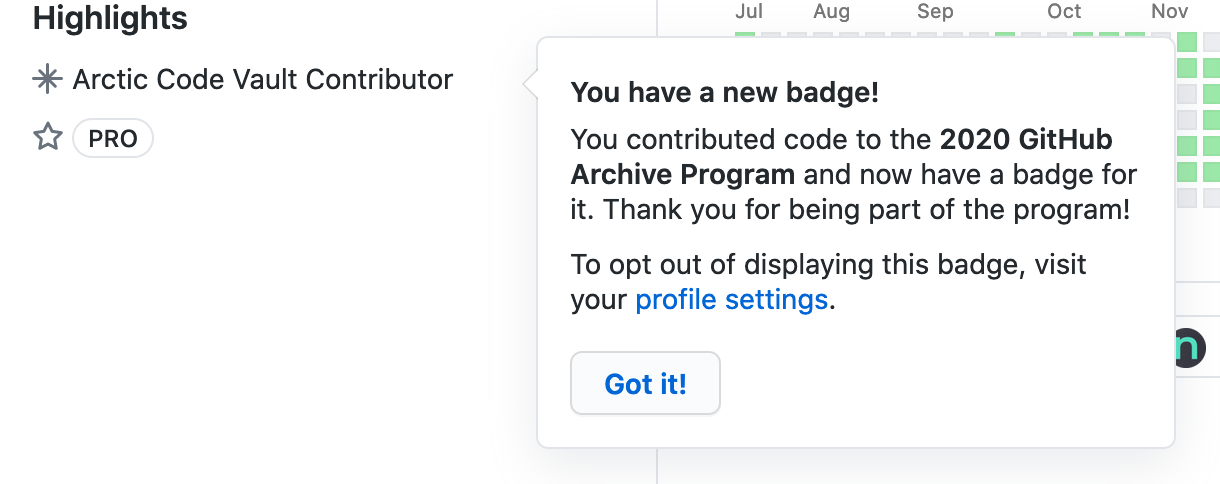 Highlights
Jul Aug Sep Oct Nov
Arctic Code Vault Contributor
PRO
You have a new badge!
You contributed code to the 2020 GitHub
Archive Program and now have a badge for
it. Thank you for being part of the program!
To opt out of displaying this badge, visit
your profile settings.
Got it!
n